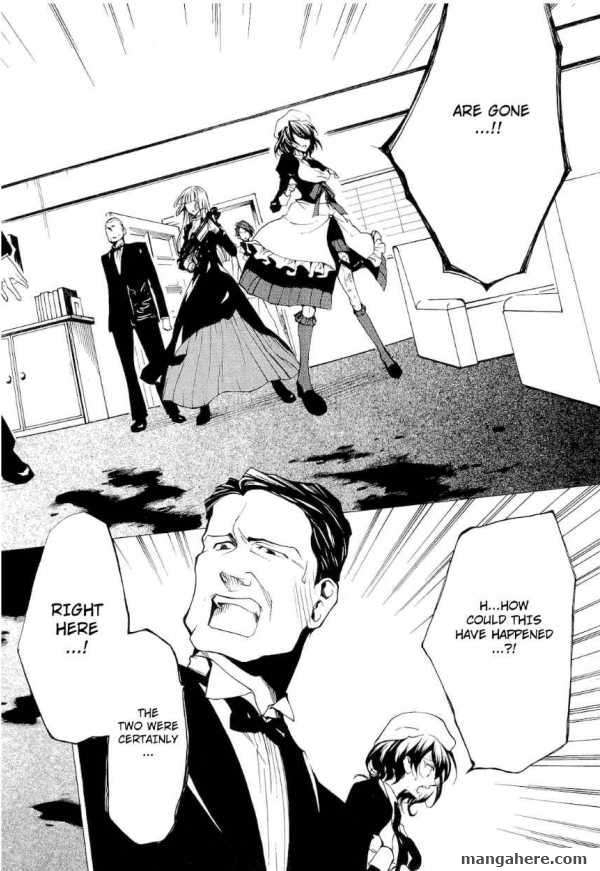 ARE GONE
...!!
H...HOW
COULD THIS
HAVE HAPPENED
...?!
RIGHT
HERE
...!
THE
TWO WERE
CERTAINLY
...
mangahere.com